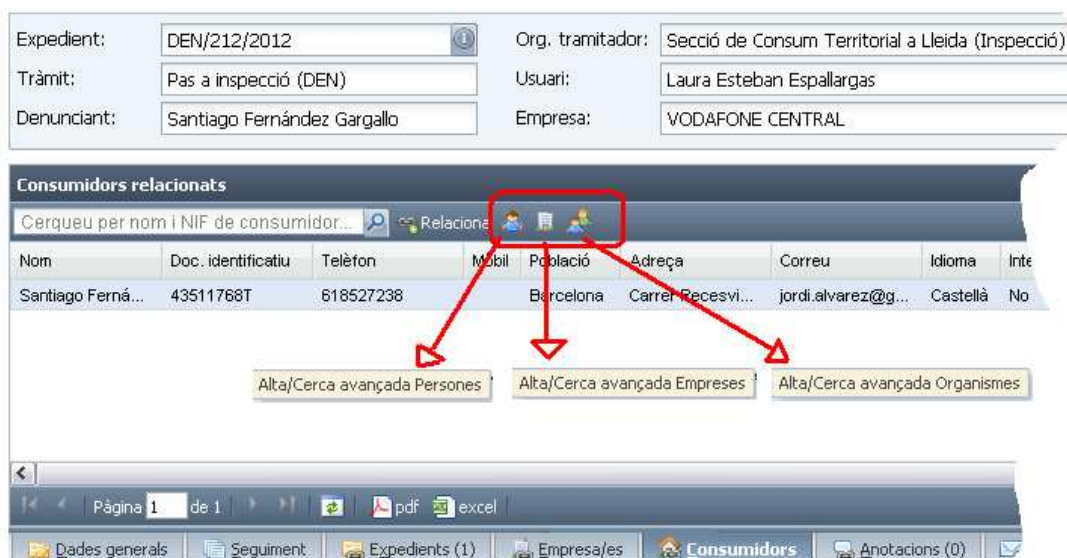 Expedient: DEN/212/2012 Org. tramitador: Secció de Consum Territorial a Lleida (Inspecció)
Tràmit: Pas a inspecció (DEN) Usuari: Laura Esteban Espallargas
Denunciant: Santiago Fernández Gargallo Empresa: VODAFONE CENTRAL
Consumidors relacionats
Cerqueu per nom i NIF de consumidor... Relaciona
Nom Doc. identificatiu Telèfon Mòbil Població Adreça Correu Idioma Inte
Santiago Ferná... 43511768T 618527238 Barcelona Carrer Recesvi... jordi.alvarez@g... Castellà No
Alta/Cerca avançada Persones Alta/Cerca avançada Empreses Alta/Cerca avançada Organismes
Pàgina 1 de 1 pdf excel
Dades generals Seguiment Expedients (1) Empresa/es Consumidors Anotacions (0)